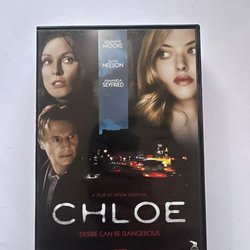 JULIANNE
MOORE
LIAM
NEESON
AMANDA
SEYFRIED
A FILM BY ATOM EGOYAN
CHLOE
DESIRE CAN BE DANGEROUS